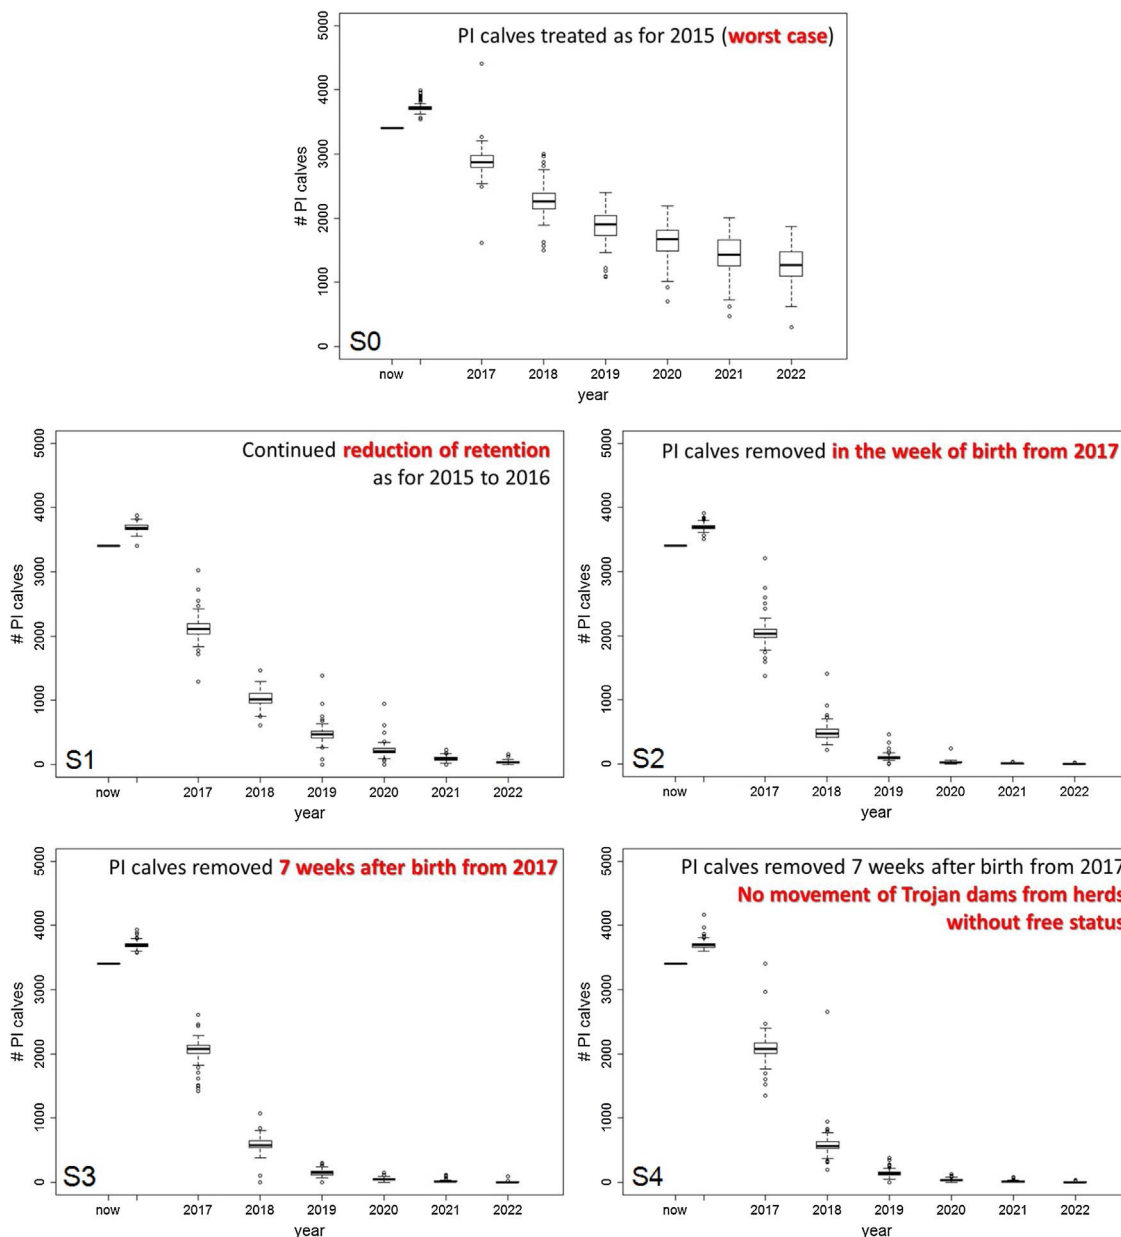 PI calves treated as for 2015 (worst case)
5000
4000
3000
2000
1000
0
# PI calves
S0
now 2017 2018 2019 2020 2021 2022
year
Continued reduction of retention
as for 2015 to 2016
5000
4000
3000
2000
1000
0
# PI calves
S1
now 2017 2018 2019 2020 2021 2022
year
PI calves removed in the week of birth from 2017
5000
4000
3000
2000
1000
0
# PI calves
S2
now 2017 2018 2019 2020 2021 2022
year
PI calves removed 7 weeks after birth from 2017
5000
4000
3000
2000
1000
0
# PI calves
S3
now 2017 2018 2019 2020 2021 2022
year
PI calves removed 7 weeks after birth from 2017
No movement of Trojan dams from herds
without free status
5000
4000
3000
2000
1000
0
# PI calves
S4
now 2017 2018 2019 2020 2021 2022
year